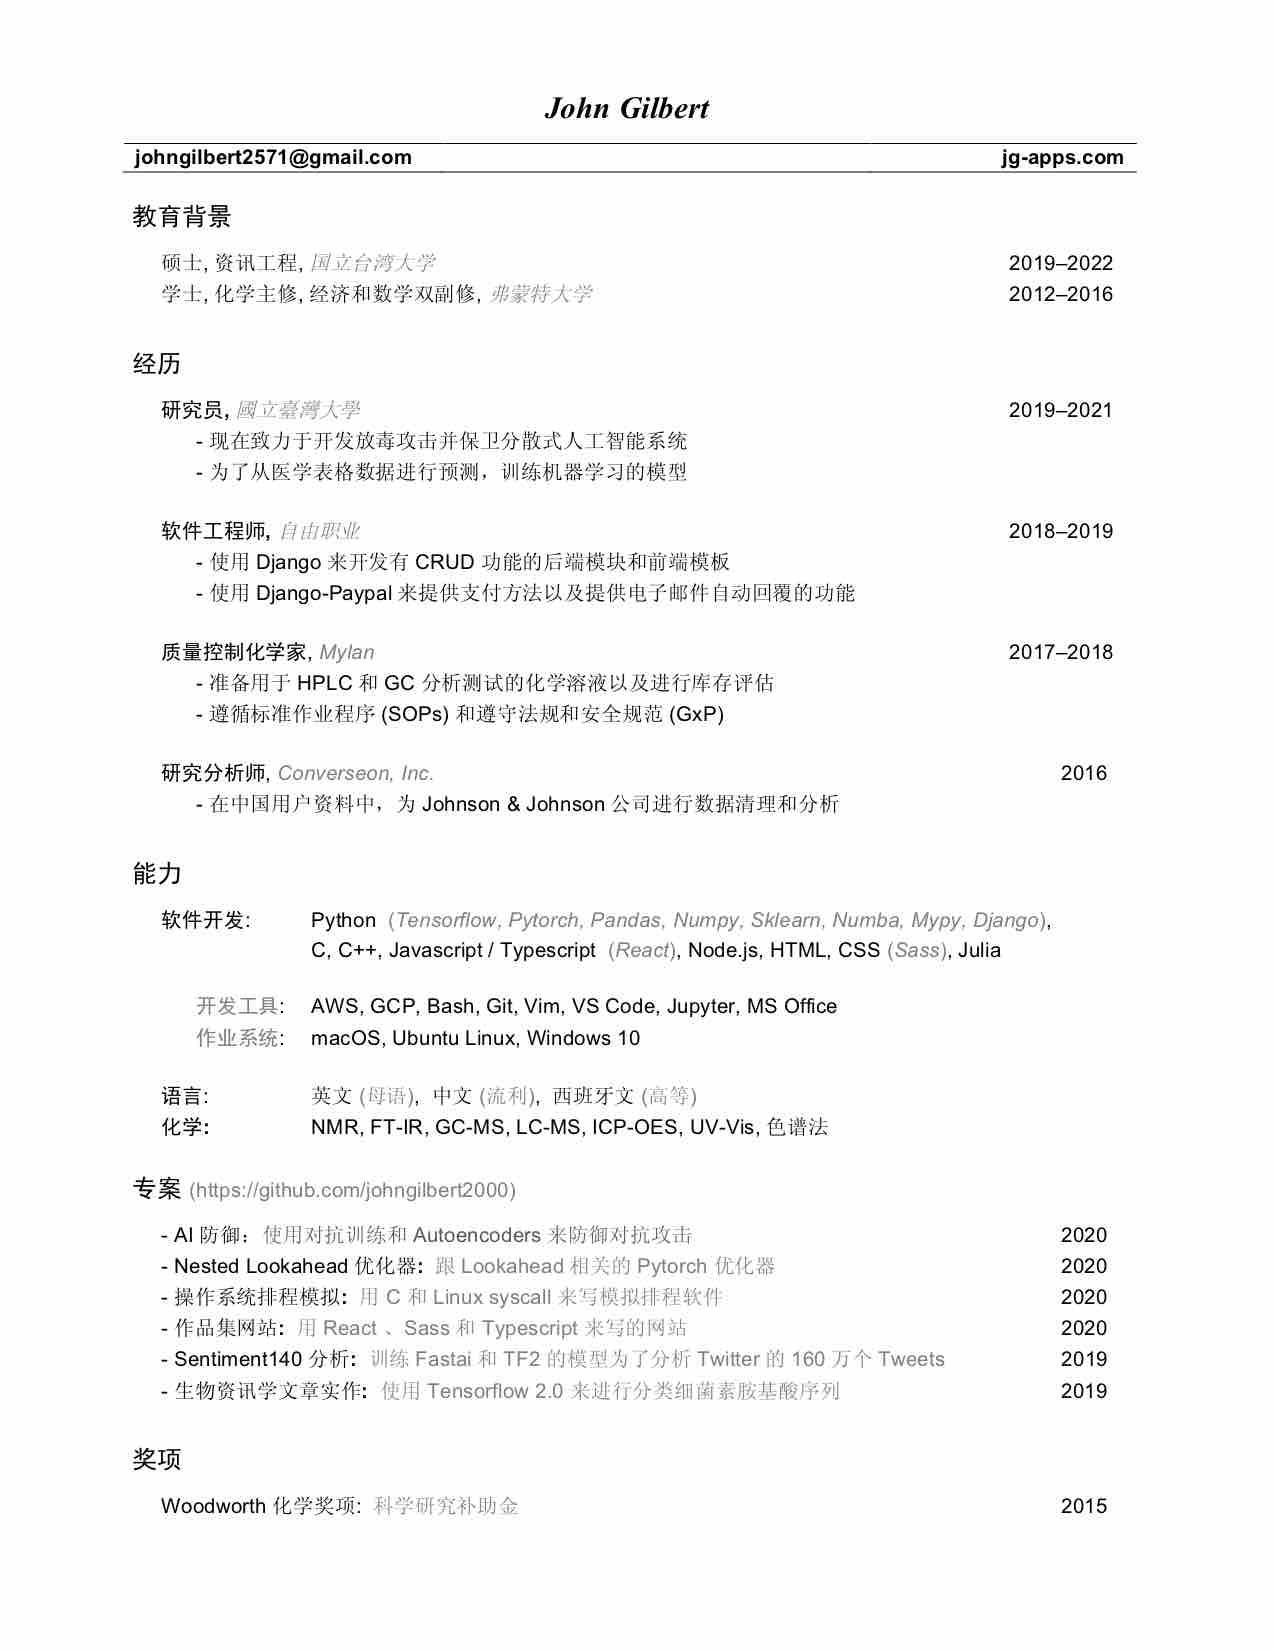 John Gilbert
johngilbert2571@gmail.com jg-apps.com
教育背景
硕士, 资讯工程, 国立台湾大学 2019–2022
学士, 化学主修, 经济和数学双副修, 弗蒙特大学 2012–2016
经历
研究员, 國立臺灣大學 2019–2021
- 现在致力于开发放毒攻击并保卫分散式人工智能系统
- 为了从医学表格数据进行预测，训练机器学习的模型
软件工程师, 自由职业 2018–2019
- 使用 Django 来开发有 CRUD 功能的后端模块和前端模板
- 使用 Django-Paypal 来提供支付方法以及提供电子邮件自动回覆的功能
质量控制化学家, Mylan 2017–2018
- 准备用于 HPLC 和 GC 分析测试的化学溶液以及进行库存评估
- 遵循标准作业程序 (SOPs) 和遵守法规和安全规范 (GxP)
研究分析师, Converseon, Inc. 2016
- 在中国用户资料中，为 Johnson & Johnson 公司进行数据清理和分析
能力
软件开发: Python (Tensorflow, Pytorch, Pandas, Numpy, Sklearn, Numba, Mypy, Django),
C, C++, Javascript / Typescript (React), Node.js, HTML, CSS (Sass), Julia
开发工具: AWS, GCP, Bash, Git, Vim, VS Code, Jupyter, MS Office
作业系统: macOS, Ubuntu Linux, Windows 10
语言: 英文 (母语), 中文 (流利), 西班牙文 (高等)
化学: NMR, FT-IR, GC-MS, LC-MS, ICP-OES, UV-Vis, 色谱法
专案 (https://github.com/johngilbert2000)
- AI 防御：使用对抗训练和 Autoencoders 来防御对抗攻击 2020
- Nested Lookahead 优化器: 跟 Lookahead 相关的 Pytorch 优化器 2020
- 操作系统排程模拟: 用 C 和 Linux syscall 来写模拟排程软件 2020
- 作品集网站: 用 React 、Sass 和 Typescript 来写的网站 2020
- Sentiment140 分析: 训练 Fastai 和 TF2 的模型为了分析 Twitter 的 160 万个 Tweets 2019
- 生物资讯学文章实作: 使用 Tensorflow 2.0 来进行分类细菌素胺基酸序列 2019
奖项
Woodworth 化学奖项: 科学研究补助金 2015